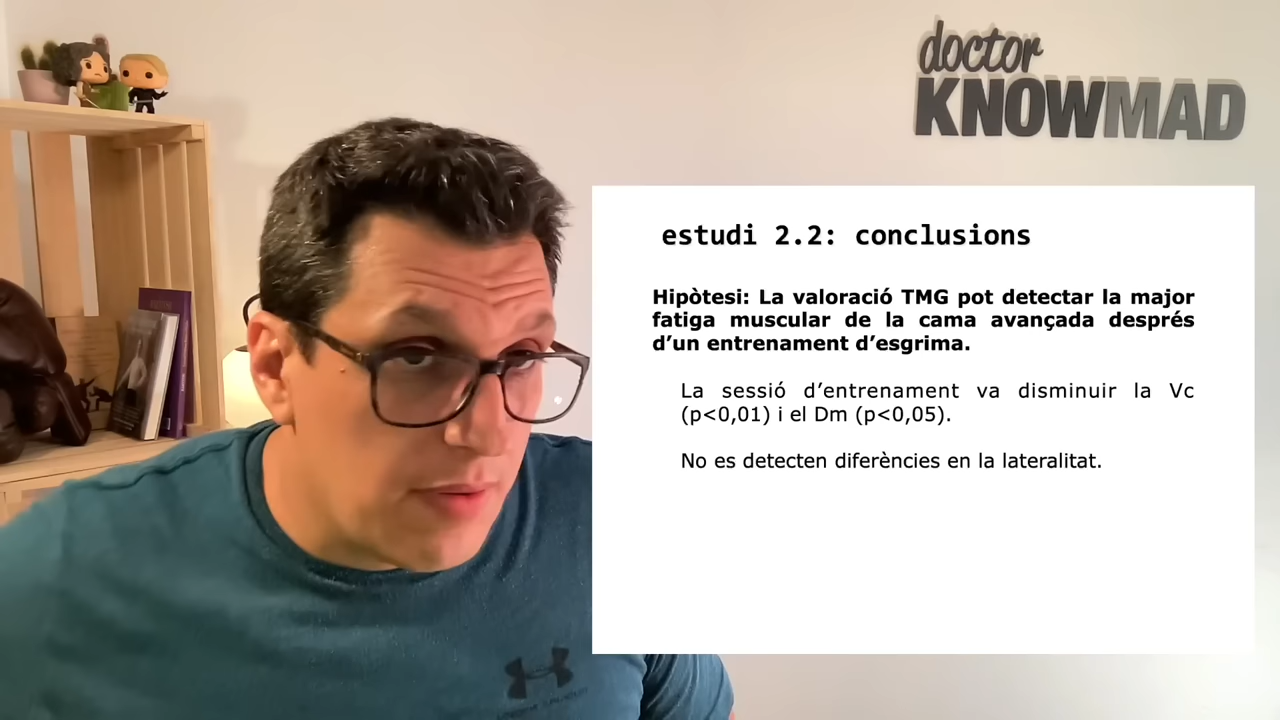 doctor
KNOWMAD
estudi 2.2: conclusions
Hipòtesi: La valoració TMG pot detectar la major
fatiga muscular de la cama avançada després
d’un entrenament d’esgrima.
La sessió d’entrenament va disminuir la Vc
(p<0,01) i el Dm (p<0,05).
No es detecten diferències en la lateralitat.